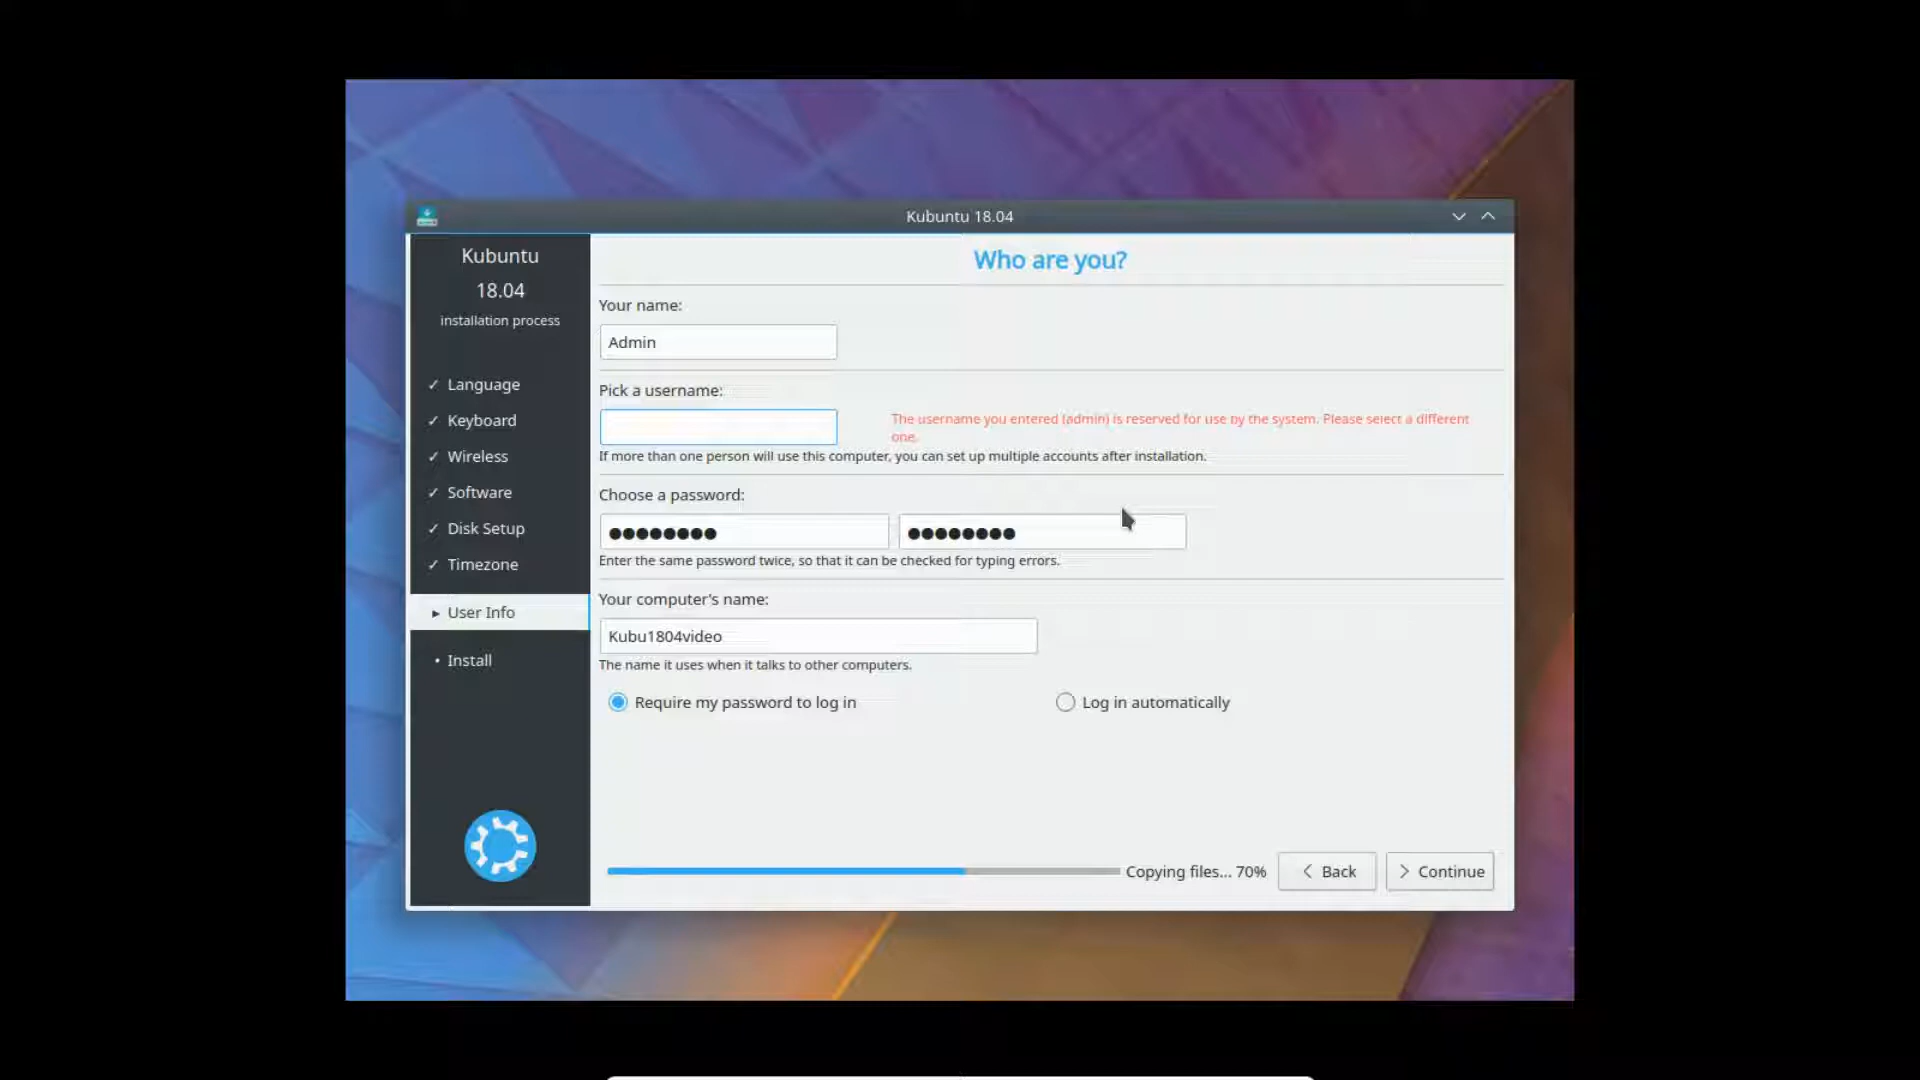 Kubuntu 18.04
Kubuntu
18.04
installation process
✓ Language
✓ Keyboard
✓ Wireless
✓ Software
✓ Disk Setup
✓ Timezone
▸ User Info
• Install
Who are you?
Your name:
Admin
Pick a username:
The username you entered (admin) is reserved for use by the system. Please select a different
one.
If more than one person will use this computer, you can set up multiple accounts after installation.
Choose a password:
●●●●●●●● ●●●●●●●●
Enter the same password twice, so that it can be checked for typing errors.
Your computer's name:
Kubu1804video
The name it uses when it talks to other computers.
Require my password to log in Log in automatically
Copying files... 70% Back Continue